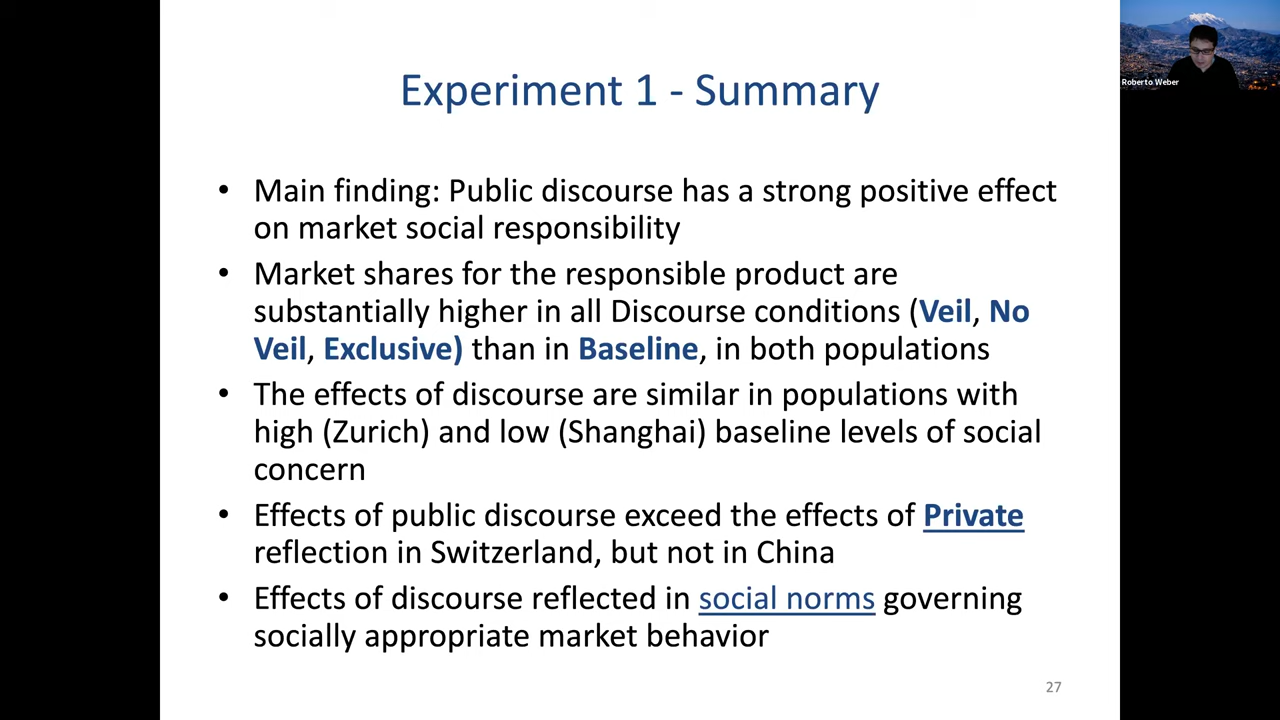 Roberto Weber
Experiment 1 - Summary
• Main finding: Public discourse has a strong positive effect
on market social responsibility
• Market shares for the responsible product are
substantially higher in all Discourse conditions (Veil, No
Veil, Exclusive) than in Baseline, in both populations
• The effects of discourse are similar in populations with
high (Zurich) and low (Shanghai) baseline levels of social
concern
• Effects of public discourse exceed the effects of Private
reflection in Switzerland, but not in China
• Effects of discourse reflected in social norms governing
socially appropriate market behavior
27